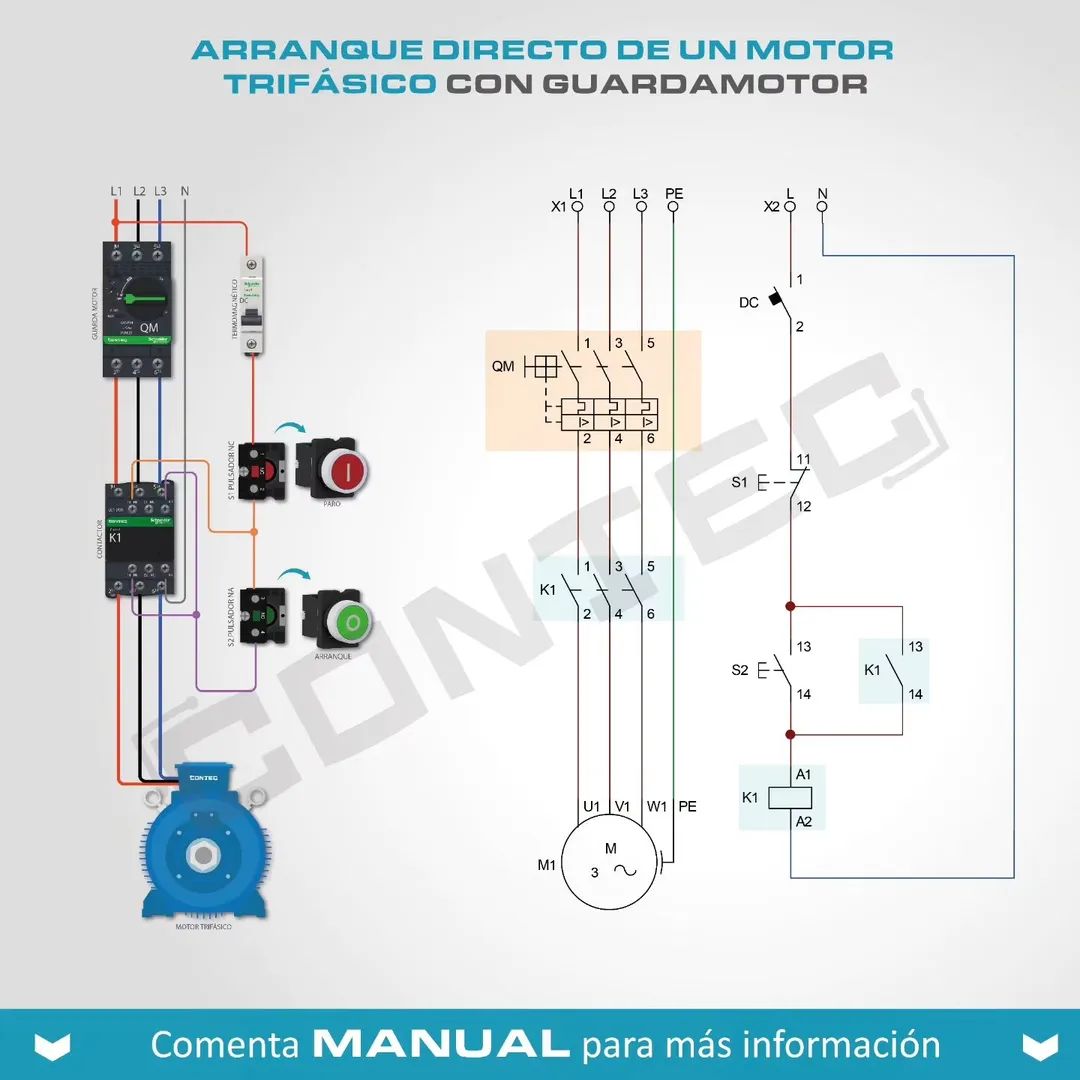 ARRANQUE DIRECTO DE UN MOTOR
TRIFÁSICO CON GUARDAMOTOR
L1 L2 L3 N
GUARDA MOTOR
QM
Schneider
TERMOMAGNÉTICO
DC
S1 PULSADOR NC
NC
PARO
CONTACTOR
K1
S2 PULSADOR NA
ARRANQUE
CONTEC
MOTOR TRIFÁSICO
L1 L2 L3 PE
X1
QM
1 3 5
2 4 6
K1
1 3 5
2 4 6
U1 V1 W1 PE
M1
M
3
L N
X2
1
DC
2
11
S1
12
13
S2
14
13
K1
14
A1
K1
A2
CONTEC
Comenta MANUAL para más información